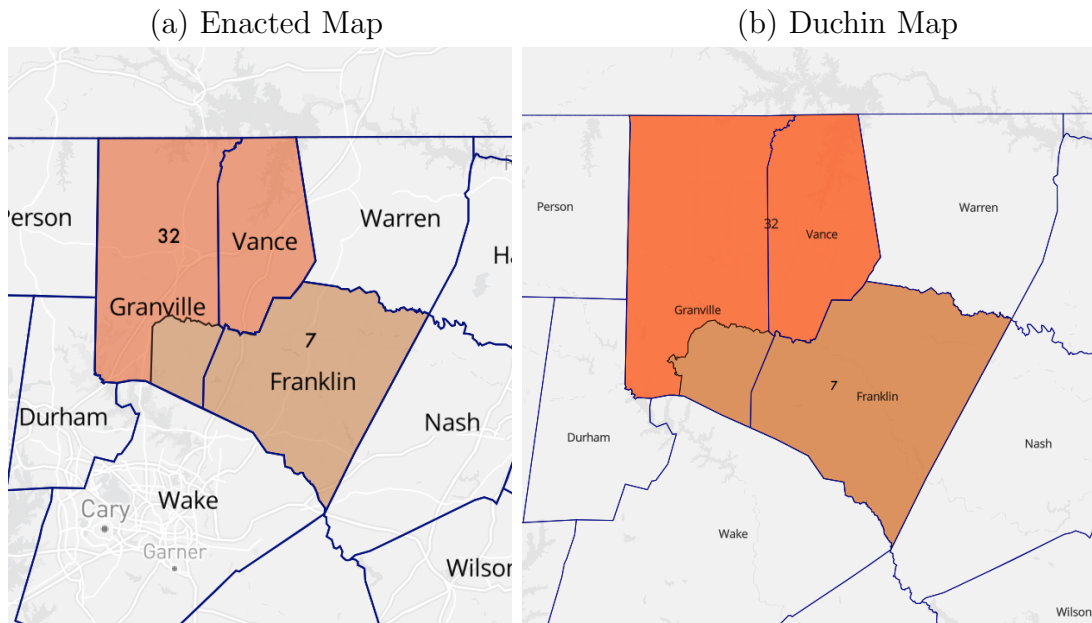 (a) Enacted Map
(b) Duchin Map
Person
Warren
32
Vance
Granville
7
Franklin
Durham
Nash
Wake
Cary
Garner
Wilson
Person
Warren
32
Vance
Granville
7
Franklin
Durham
Nash
Wake
Wilson